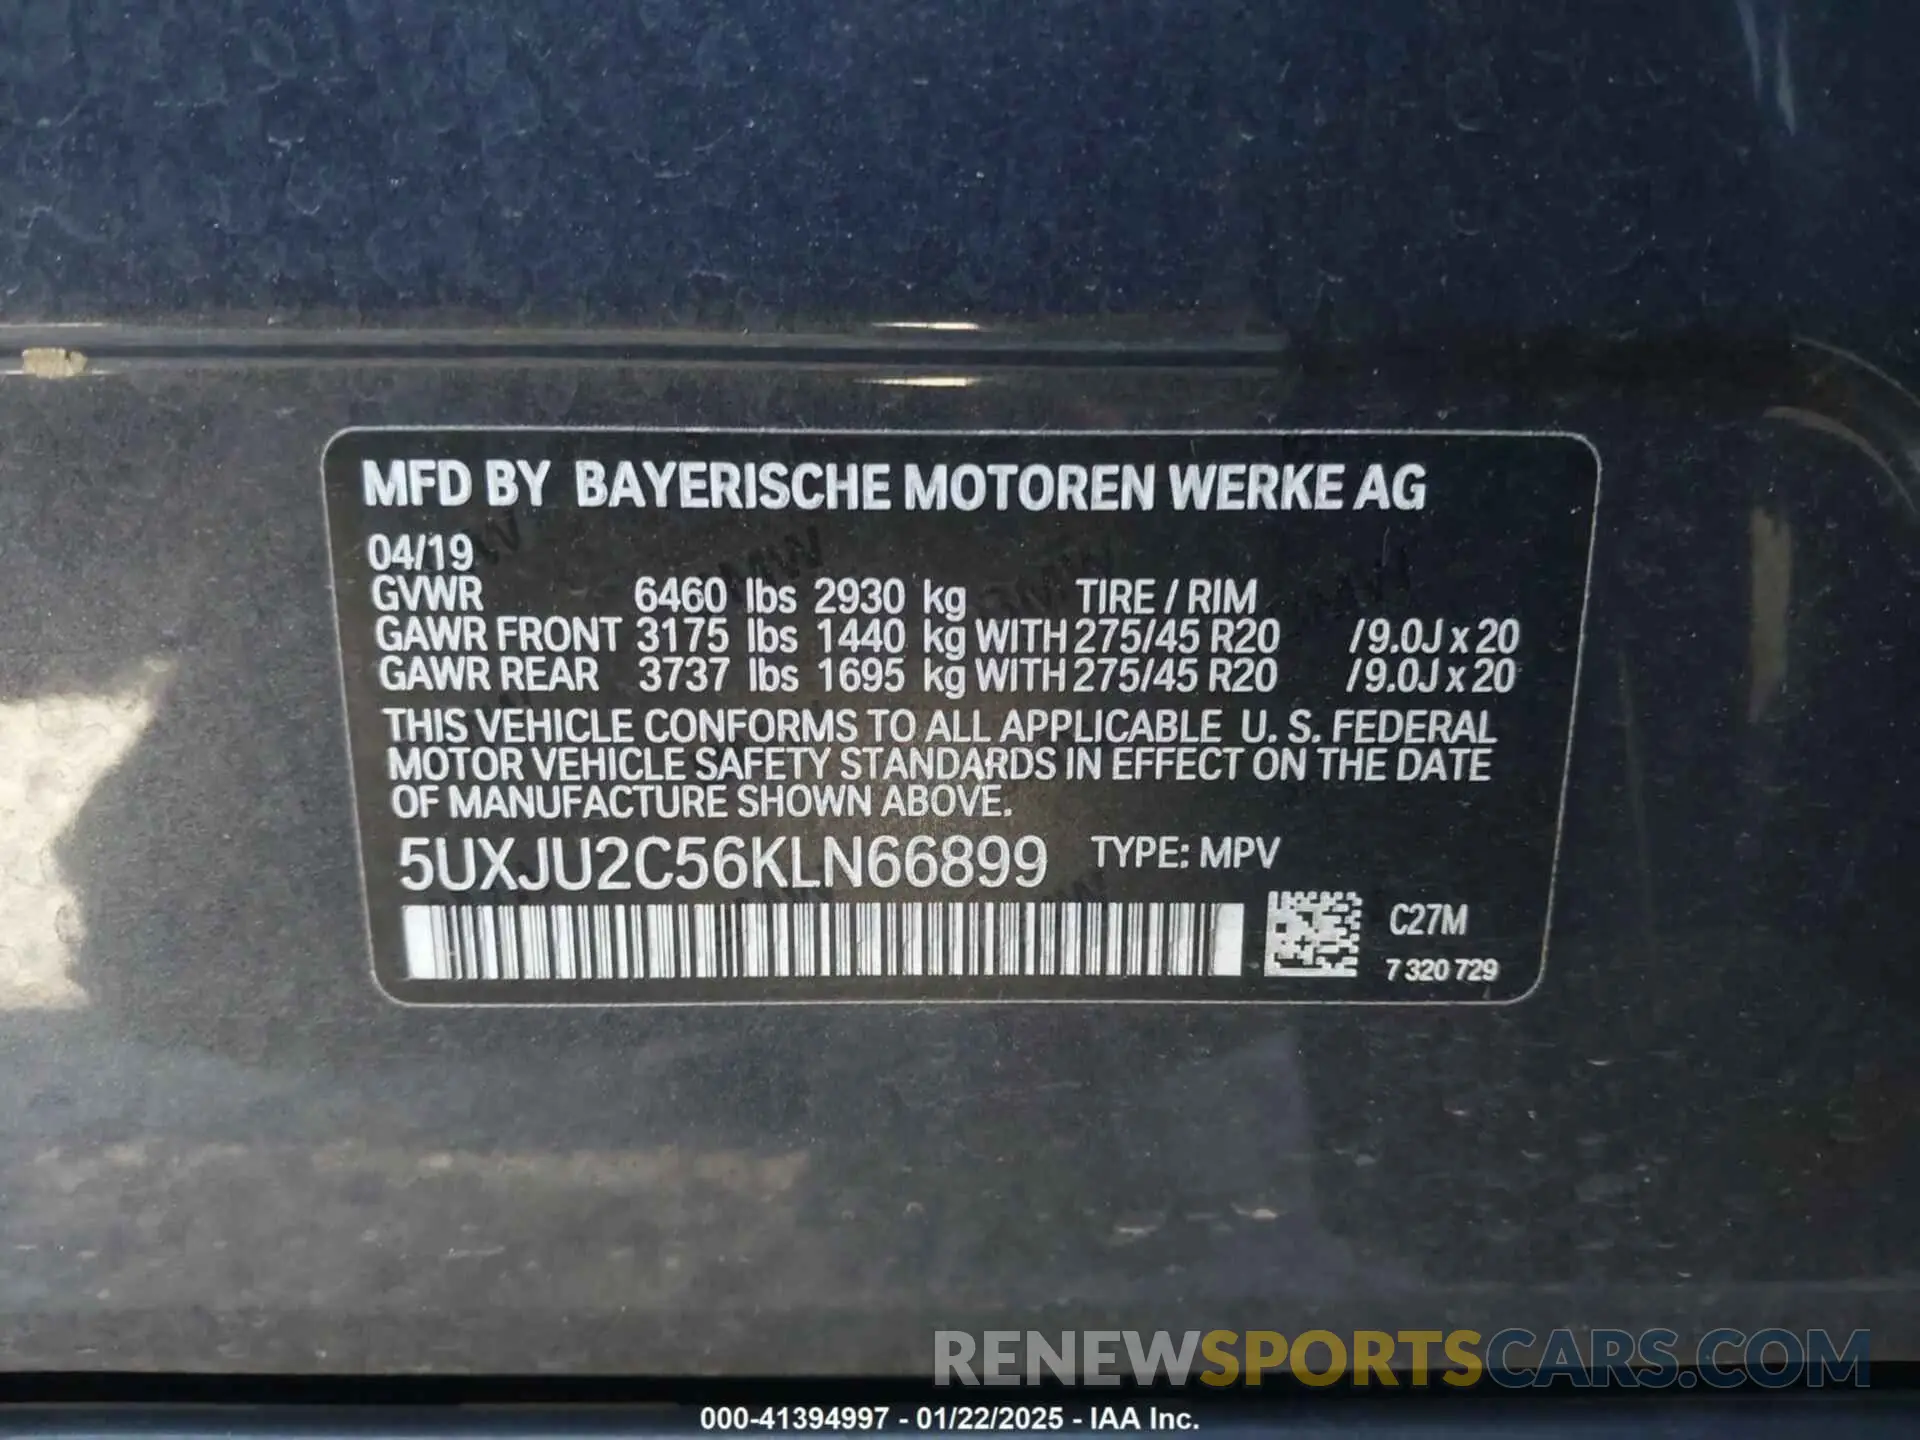 MFD BY BAYERISCHE MOTOREN WERKE AG
04/19
GVWR 6460 lbs 2930 kg TIRE / RIM
GAWR FRONT 3175 lbs 1440 kg WITH 275/45 R20 /9.0J x 20
GAWR REAR 3737 lbs 1695 kg WITH 275/45 R20 /9.0J x 20
THIS VEHICLE CONFORMS TO ALL APPLICABLE U. S. FEDERAL
MOTOR VEHICLE SAFETY STANDARDS IN EFFECT ON THE DATE
OF MANUFACTURE SHOWN ABOVE.
5UXJU2C56KLN66899 TYPE: MPV
C27M
7 320 729
RENEWSPORTSCARS.COM
000-41394997 - 01/22/2025 - IAA Inc.